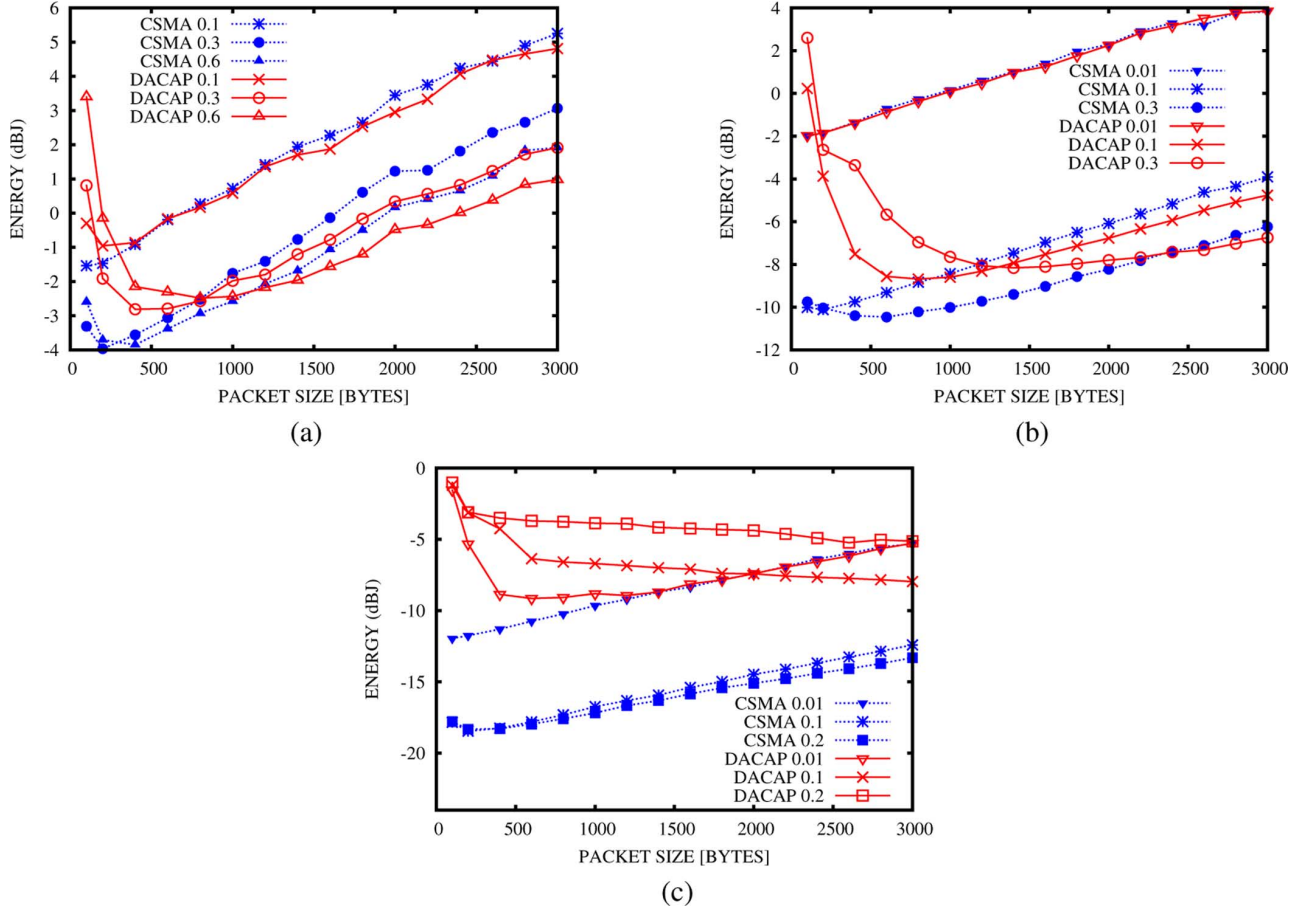 6
5
4
3
2
1
0
-1
-2
-3
-4
ENERGY (dBJ)
CSMA 0.1
CSMA 0.3
CSMA 0.6
DACAP 0.1
DACAP 0.3
DACAP 0.6
0 500 1000 1500 2000 2500 3000
PACKET SIZE [BYTES]
(a)
4
2
0
-2
-4
-6
-8
-10
-12
ENERGY (dBJ)
CSMA 0.01
CSMA 0.1
CSMA 0.3
DACAP 0.01
DACAP 0.1
DACAP 0.3
0 500 1000 1500 2000 2500 3000
PACKET SIZE [BYTES]
(b)
0
-5
-10
-15
-20
ENERGY (dBJ)
CSMA 0.01
CSMA 0.1
CSMA 0.2
DACAP 0.01
DACAP 0.1
DACAP 0.2
0 500 1000 1500 2000 2500 3000
PACKET SIZE [BYTES]
(c)